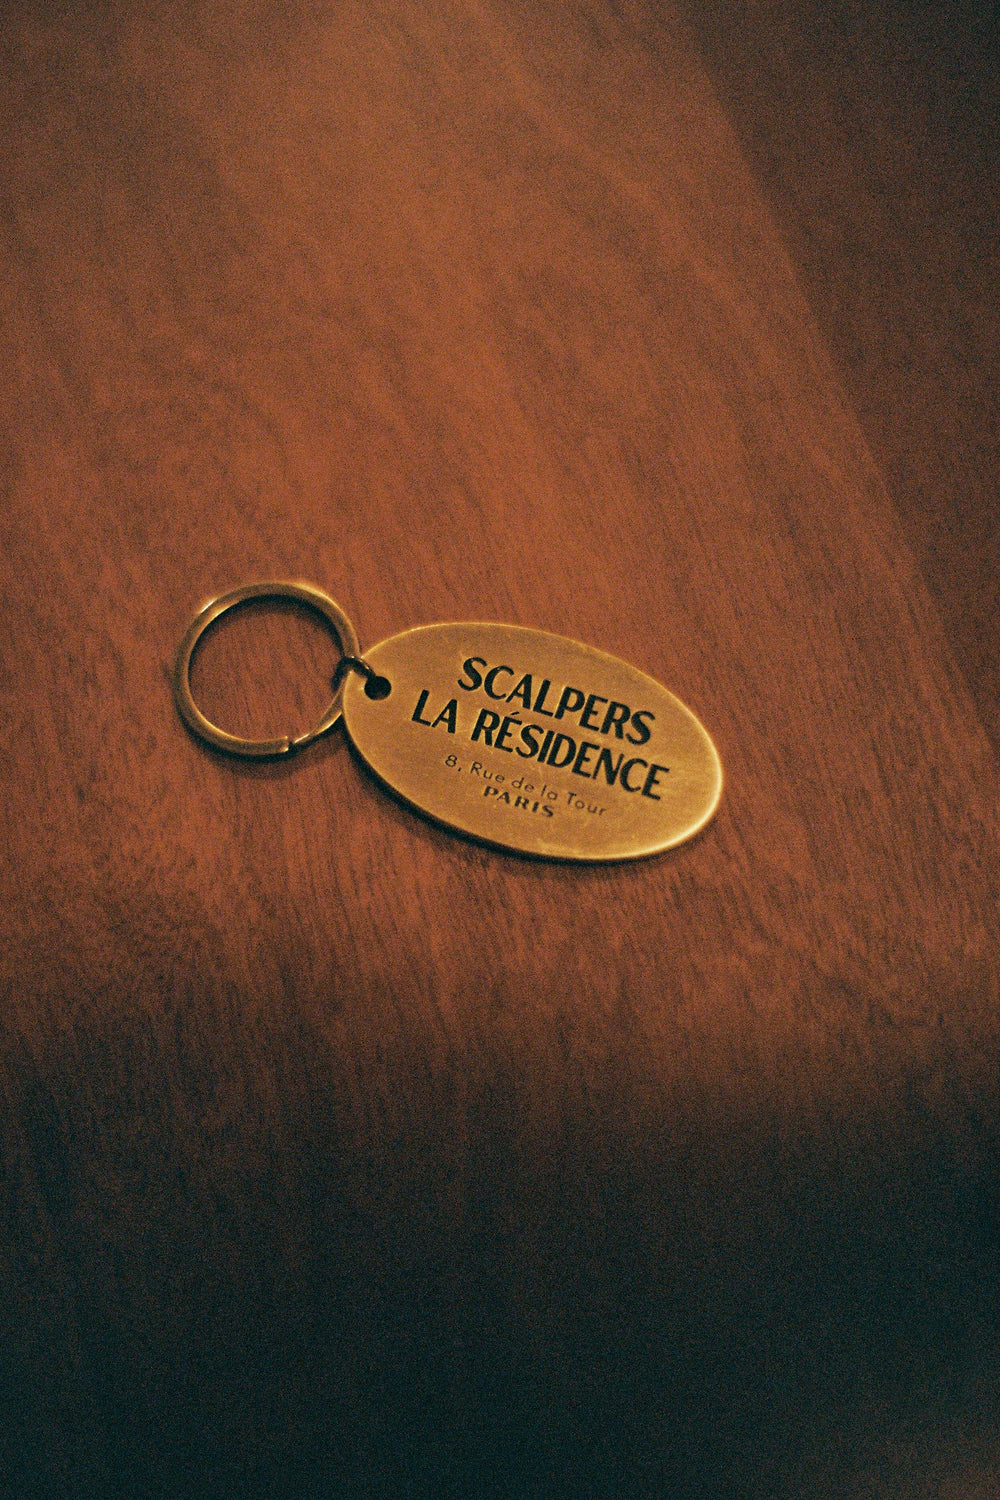 SCALPERS
LA RÉSIDENCE
8, Rue de la Tour
PARIS